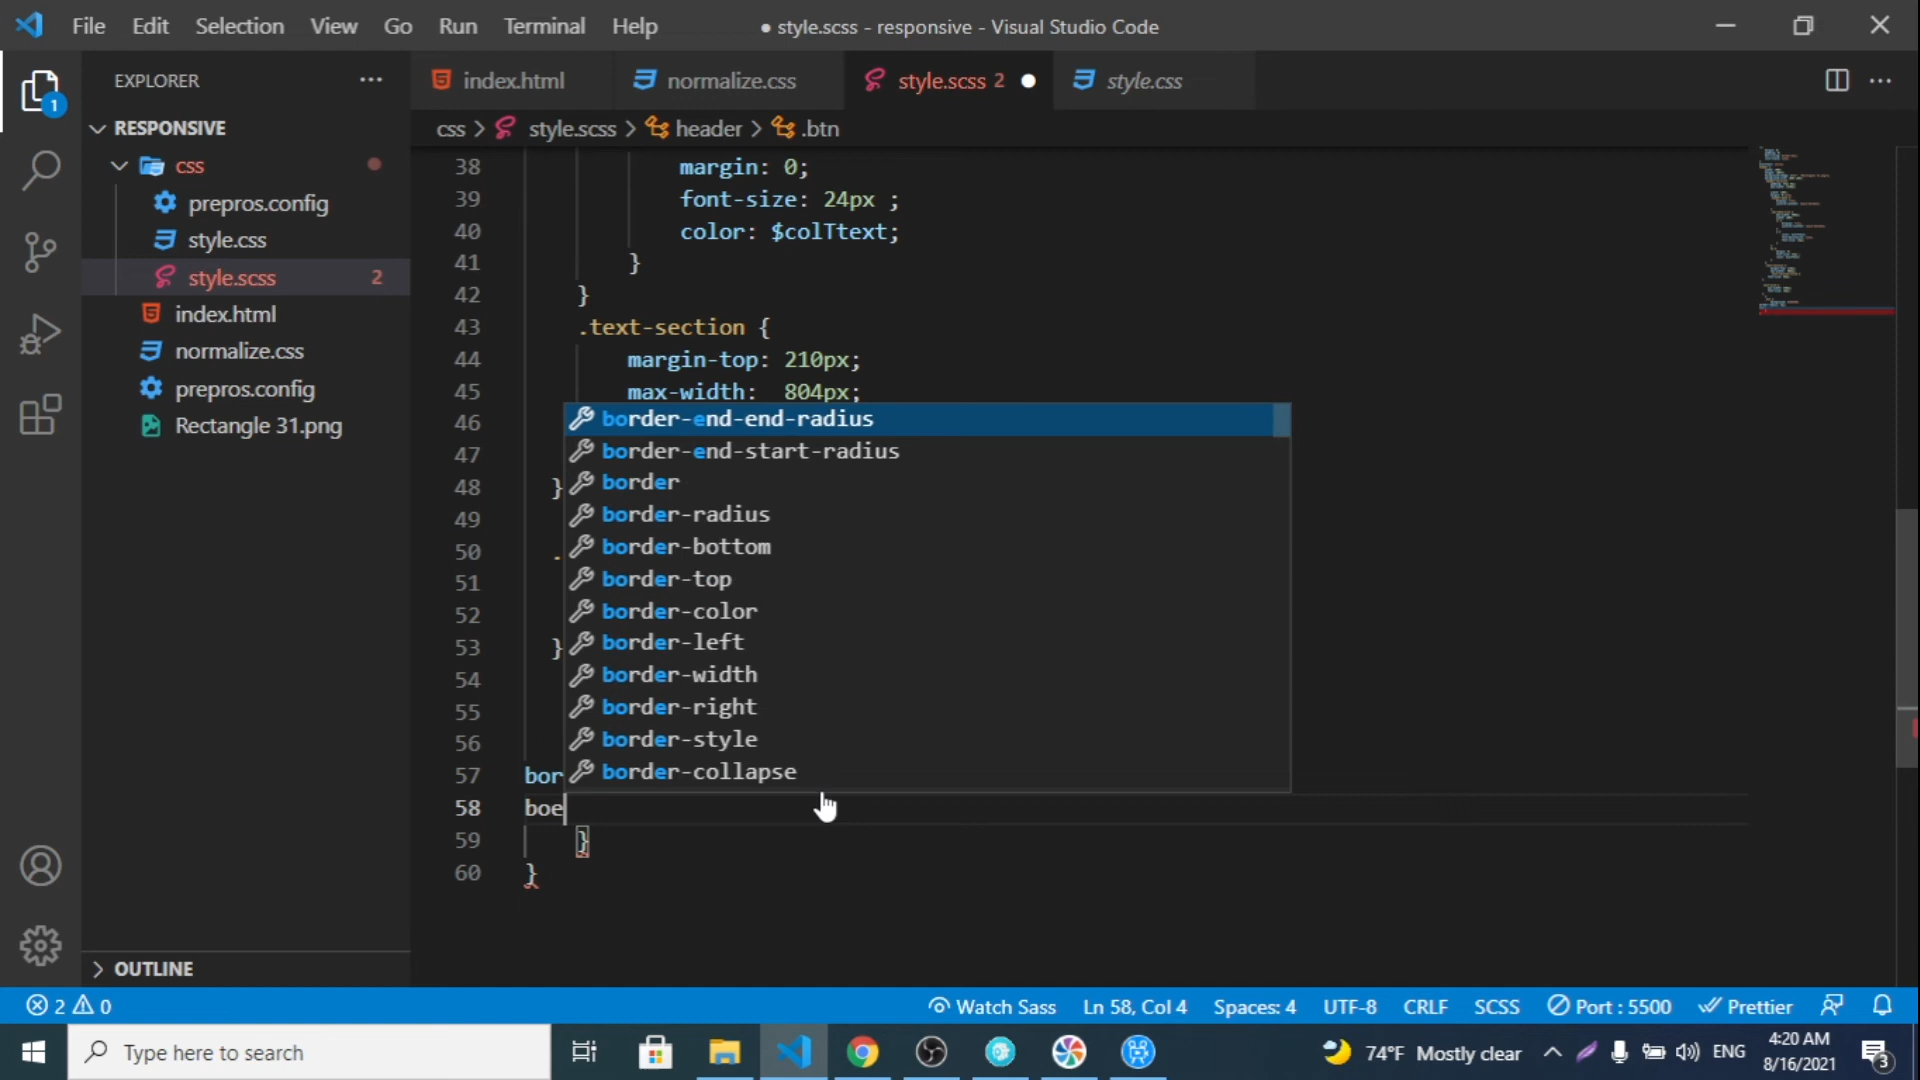 File Edit Selection View Go Run Terminal Help ● style.scss - responsive - Visual Studio Code
EXPLORER ···
index.html normalize.css style.scss 2 ● style.css ···
RESPONSIVE
css > style.scss > header > .btn
css
prepros.config
style.css
style.scss 2
index.html
normalize.css
prepros.config
Rectangle 31.png
38 margin: 0;
39 font-size: 24px ;
40 color: $colTtext;
41 }
42 }
43 .text-section {
44 margin-top: 210px;
45 max-width: 804px;
46 border-end-end-radius
47 border-end-start-radius
48 } border
49 border-radius
50 . border-bottom
51 border-top
52 border-color
53 } border-left
54 border-width
55 border-right
56 border-style
57 bor border-collapse
58 boe
59 }
60 }
OUTLINE
2 0 Watch Sass Ln 58, Col 4 Spaces: 4 UTF-8 CRLF SCSS Port : 5500 Prettier
Type here to search 74°F Mostly clear ENG 4:20 AM 3
8/16/2021
1